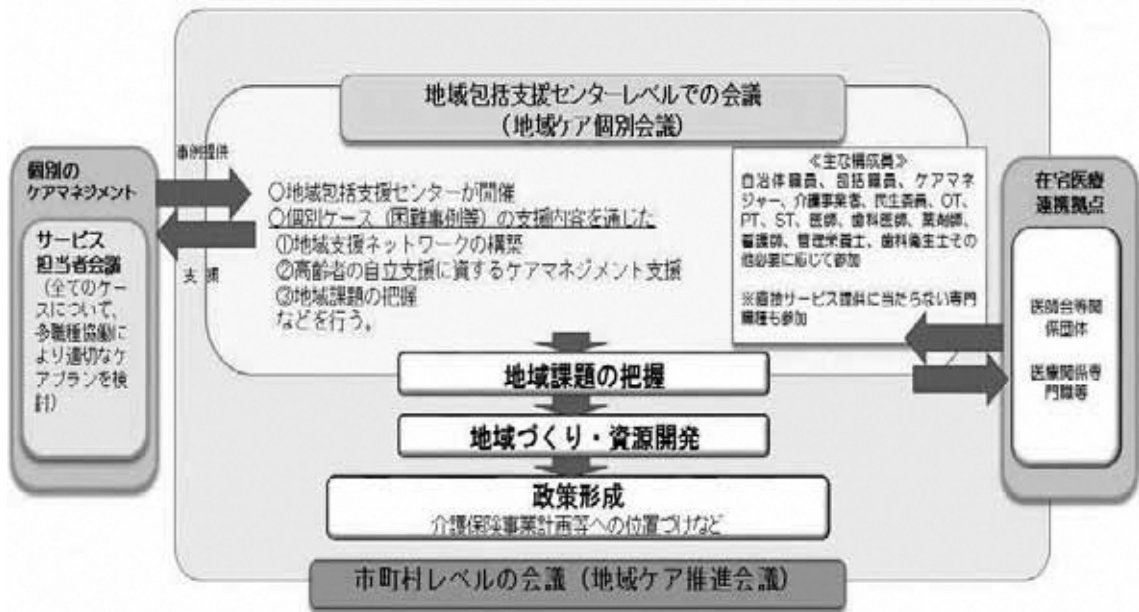 地域包括支援センターレベルでの会議
（地域ケア個別会議）
個別の
ケアマネジメント
サービス
担当者会議
（全てのケー
スについて、
多職種協働に
より適切なケ
アプランを検
討）
事例提供
支援
○地域包括支援センターが開催
○個別ケース（困難事例等）の支援内容を通じた
①地域支援ネットワークの構築
②高齢者の自立支援に資するケアマネジメント支援
③地域課題の把握
などを行う。
≪主な構成員≫
自治体職員、包括職員、ケアマネ
ジャー、介護事業者、民生委員、OT、
PT、ST、医師、歯科医師、薬剤師、
看護師、管理栄養士、歯科衛生士その
他必要に応じて参加
※直接サービス提供に当たらない専門
職種も参加
在宅医療
連携拠点
医師会等関
係団体
医療関係専
門職等
地域課題の把握
地域づくり・資源開発
政策形成
介護保険事業計画等への位置づけなど
市町村レベルの会議（地域ケア推進会議）